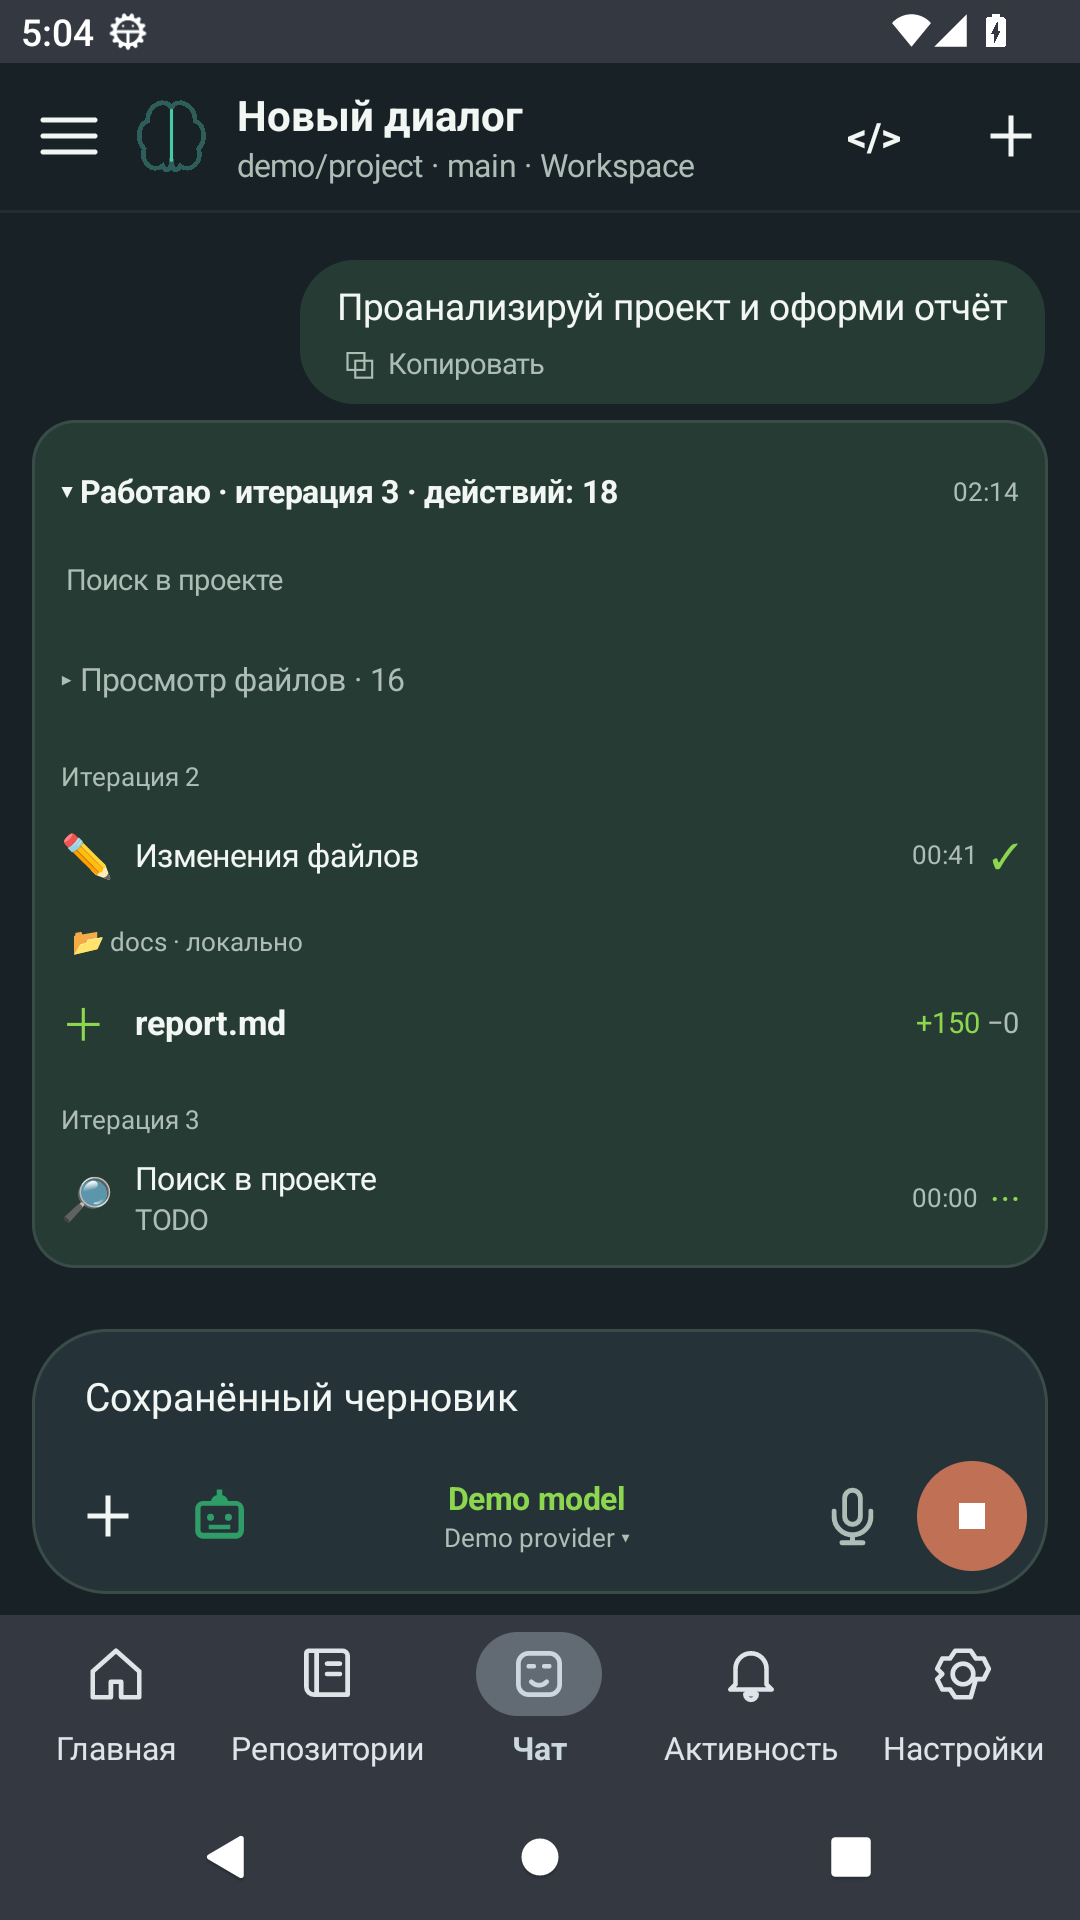 5:04
Новый диалог
demo/project · main · Workspace
</>
Проанализируй проект и оформи отчёт
Копировать
▾ Работаю · итерация 3 · действий: 18 02:14
Поиск в проекте
▸ Просмотр файлов · 16
Итерация 2
Изменения файлов 00:41 ✓
docs · локально
+ report.md +150 −0
Итерация 3
Поиск в проекте 00:00 ···
TODO
Сохранённый черновик
Demo model
Demo provider ▾
Главная Репозитории Чат Активность Настройки